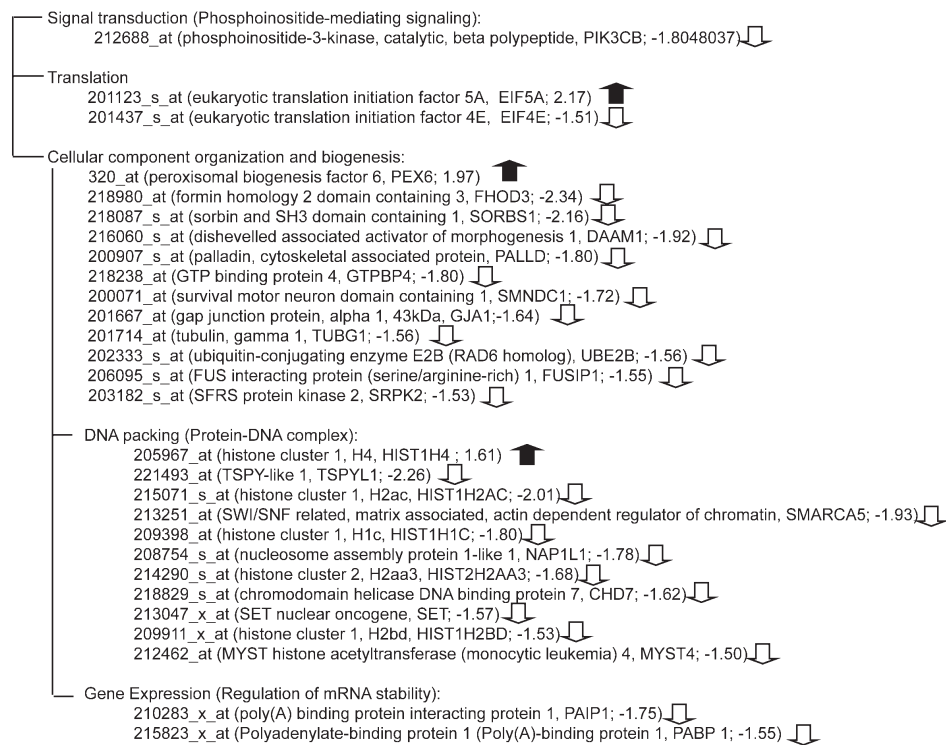 Signal transduction (Phosphoinositide-mediating signaling):
212688_at (phosphoinositide-3-kinase, catalytic, beta polypeptide, PIK3CB; -1.8048037)
Translation
201123_s_at (eukaryotic translation initiation factor 5A, EIF5A; 2.17)
201437_s_at (eukaryotic translation initiation factor 4E, EIF4E; -1.51)
Cellular component organization and biogenesis:
320_at (peroxisomal biogenesis factor 6, PEX6; 1.97)
218980_at (formin homology 2 domain containing 3, FHOD3; -2.34)
218087_s_at (sorbin and SH3 domain containing 1, SORBS1; -2.16)
216060_s_at (dishevelled associated activator of morphogenesis 1, DAAM1; -1.92)
200907_s_at (palladin, cytoskeletal associated protein, PALLD; -1.80)
218238_at (GTP binding protein 4, GTPBP4; -1.80)
200071_at (survival motor neuron domain containing 1, SMNDC1; -1.72)
201667_at (gap junction protein, alpha 1, 43kDa, GJA1;-1.64)
201714_at (tubulin, gamma 1, TUBG1; -1.56)
202333_s_at (ubiquitin-conjugating enzyme E2B (RAD6 homolog), UBE2B; -1.56)
206095_s_at (FUS interacting protein (serine/arginine-rich) 1, FUSIP1; -1.55)
203182_s_at (SFRS protein kinase 2, SRPK2; -1.53)
DNA packing (Protein-DNA complex):
205967_at (histone cluster 1, H4, HIST1H4 ; 1.61)
221493_at (TSPY-like 1, TSPYL1; -2.26)
215071_s_at (histone cluster 1, H2ac, HIST1H2AC; -2.01)
213251_at (SWI/SNF related, matrix associated, actin dependent regulator of chromatin, SMARCA5; -1.93)
209398_at (histone cluster 1, H1c, HIST1H1C; -1.80)
208754_s_at (nucleosome assembly protein 1-like 1, NAP1L1; -1.78)
214290_s_at (histone cluster 2, H2aa3, HIST2H2AA3; -1.68)
218829_s_at (chromodomain helicase DNA binding protein 7, CHD7; -1.62)
213047_x_at (SET nuclear oncogene, SET; -1.57)
209911_x_at (histone cluster 1, H2bd, HIST1H2BD; -1.53)
212462_at (MYST histone acetyltransferase (monocytic leukemia) 4, MYST4; -1.50)
Gene Expression (Regulation of mRNA stability):
210283_x_at (poly(A) binding protein interacting protein 1, PAIP1; -1.75)
215823_x_at (Polyadenylate-binding protein 1 (Poly(A)-binding protein 1, PABP 1; -1.55)